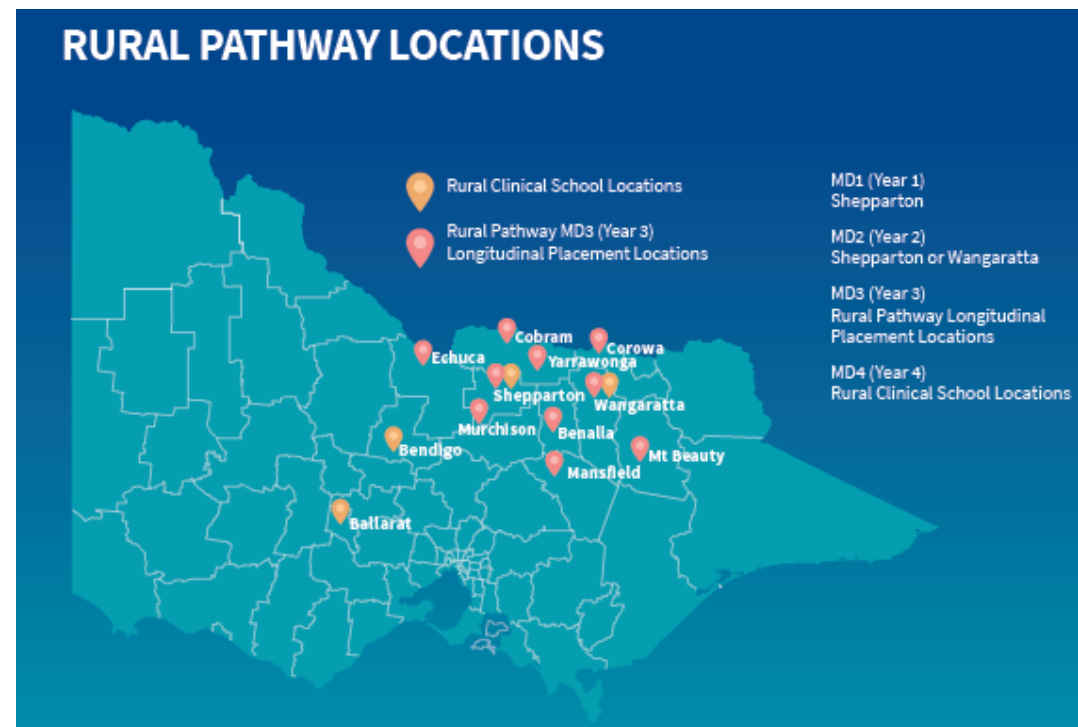 RURAL PATHWAY LOCATIONS
Rural Clinical School Locations
Rural Pathway MD3 (Year 3)
Longitudinal Placement Locations
MD1 (Year 1)
Shepparton
MD2 (Year 2)
Shepparton or Wangaratta
MD3 (Year 3)
Rural Pathway Longitudinal
Placement Locations
MD4 (Year 4)
Rural Clinical School Locations
Cobram
Corowa
Echuca
Yarrawonga
Shepparton
Wangaratta
Murchison
Benalla
Bendigo
Mt Beauty
Mansfield
Ballarat